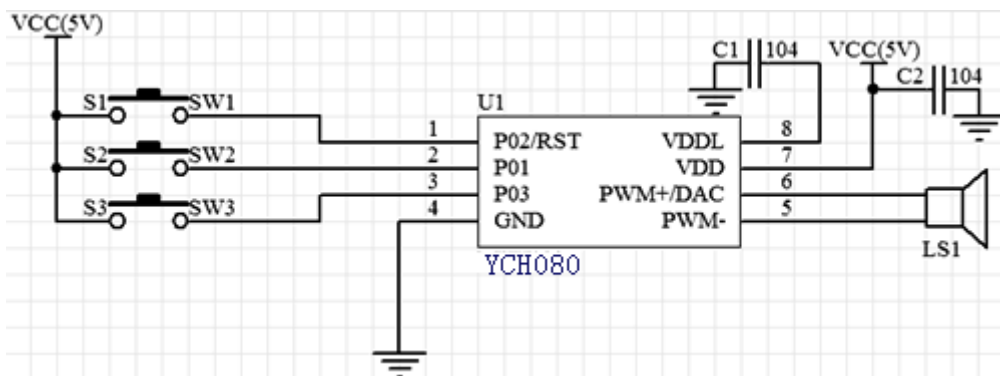 VCC(5V)
C1 104
VCC(5V)
C2 104
S1 SW1
U1
1 P02/RST VDDL 8
S2 SW2
2 P01 VDD 7
3 P03 PWM+/DAC 6
S3 SW3
4 GND PWM- 5
LS1
YCH080